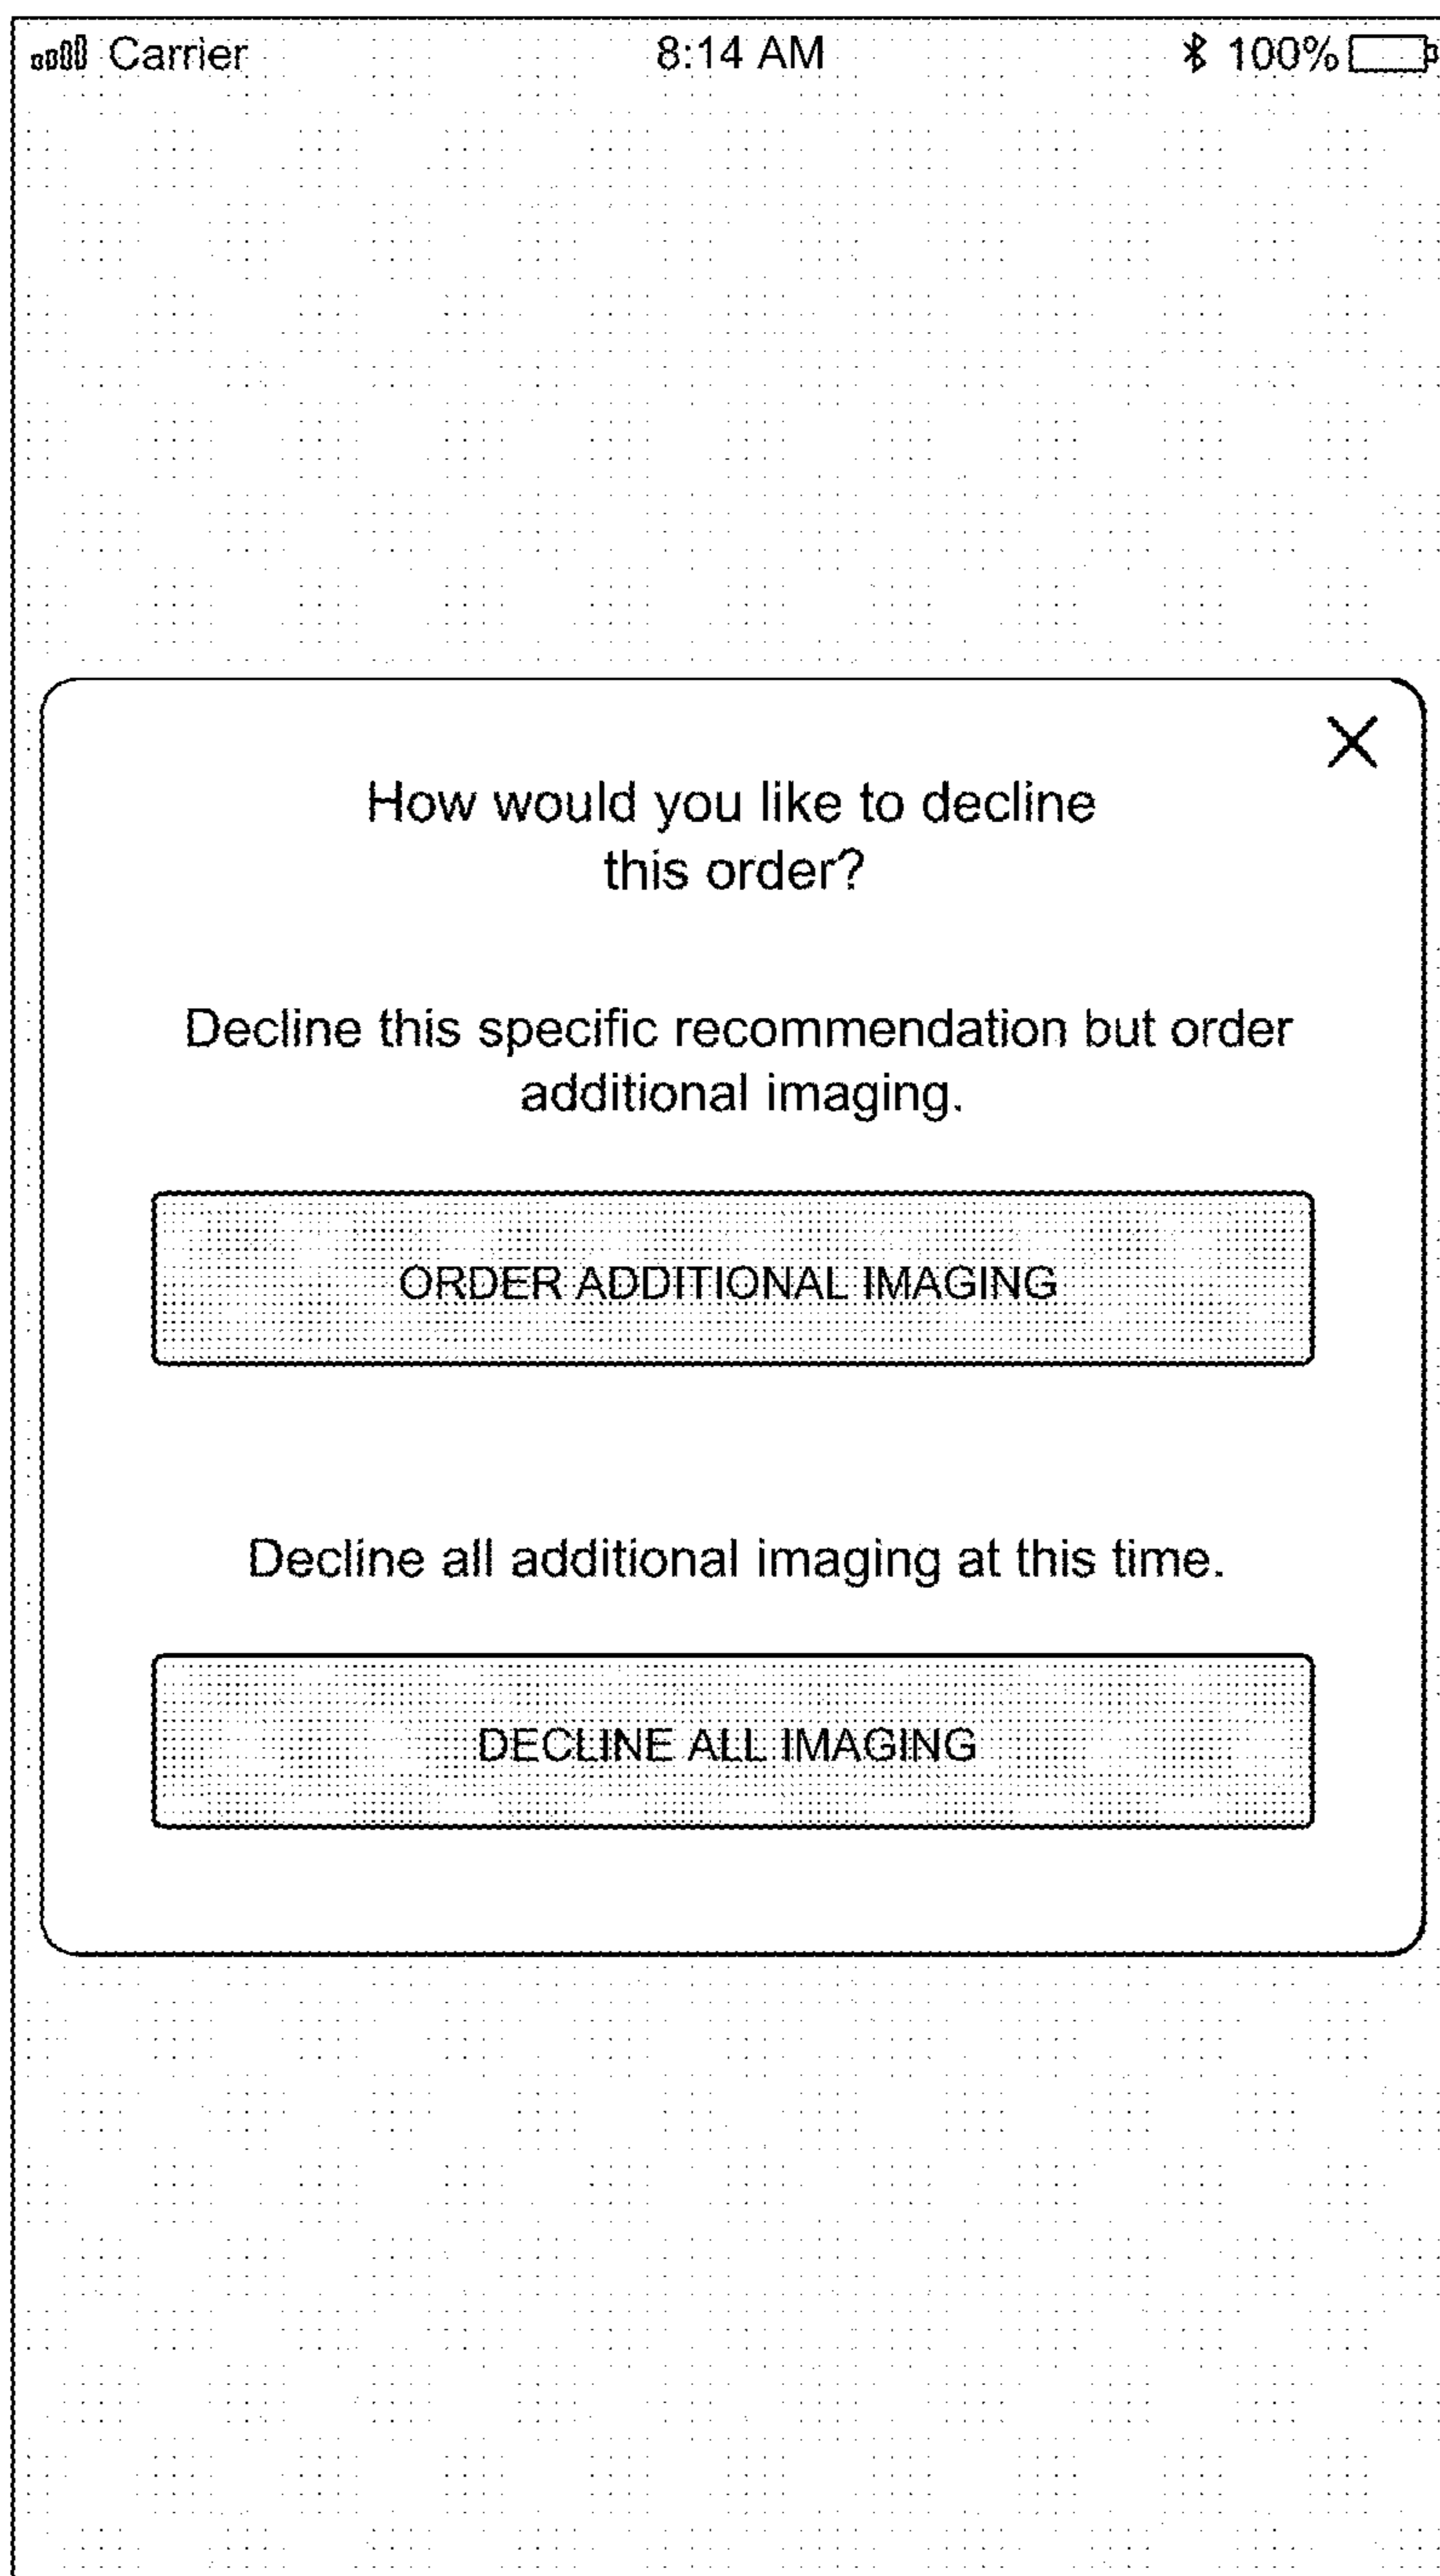 Carrier 8:14 AM 100%
How would you like to decline
this order?
Decline this specific recommendation but order
additional imaging.
ORDER ADDITIONAL IMAGING
Decline all additional imaging at this time.
DECLINE ALL IMAGING